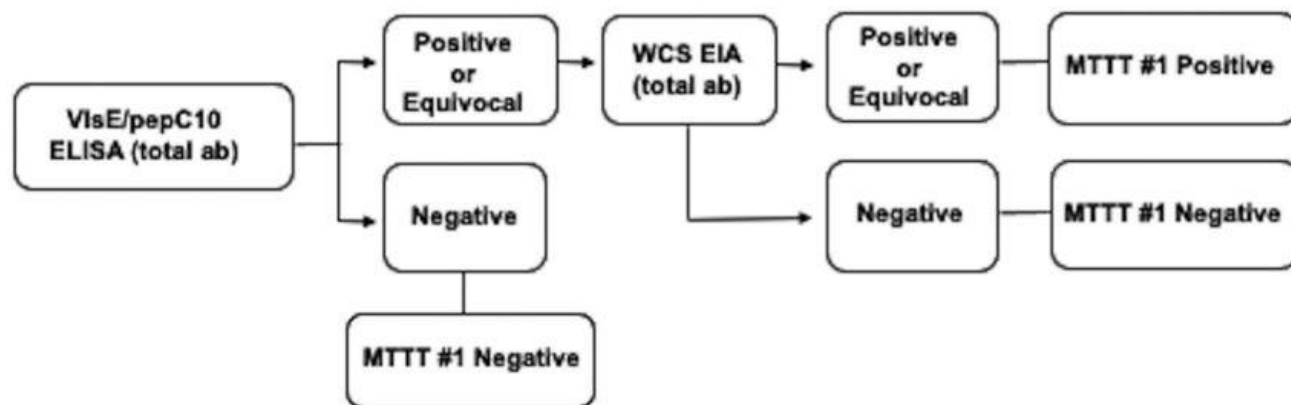 VlsE/pepC10
ELISA (total ab)
Positive
or
Equivocal
WCS EIA
(total ab)
Positive
or
Equivocal
MTTT #1 Positive
Negative
Negative
MTTT #1 Negative
MTTT #1 Negative